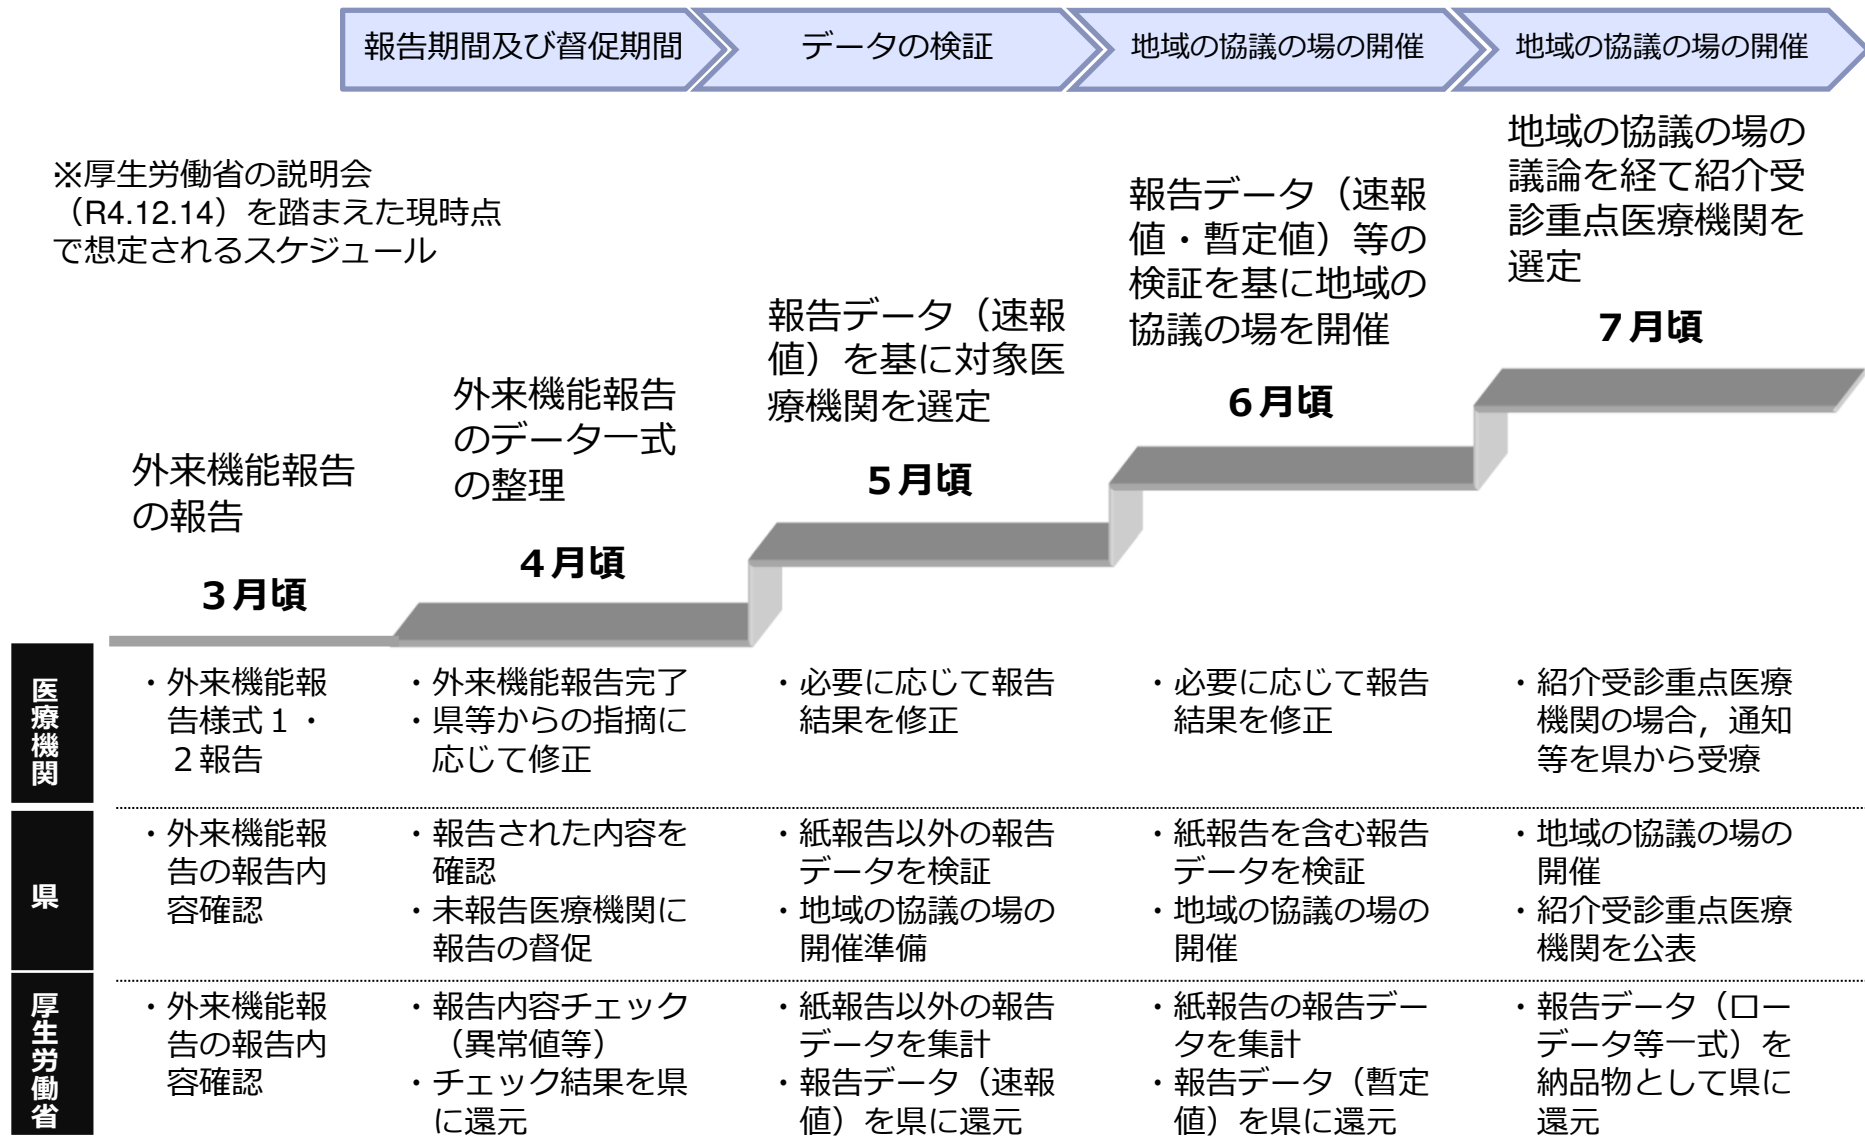 報告期間及び督促期間
データの検証
地域の協議の場の開催
地域の協議の場の開催
※厚生労働省の説明会
（R4.12.14）を踏まえた現時点
で想定されるスケジュール
外来機能報告
の報告
3月頃
外来機能報告
のデータ一式
の整理
4月頃
報告データ（速報
値）を基に対象医
療機関を選定
5月頃
報告データ（速報
値・暫定値）等の
検証を基に地域の
協議の場を開催
6月頃
地域の協議の場の
議論を経て紹介受
診重点医療機関を
選定
7月頃
医療機関
・外来機能報
告様式１・
２報告
・外来機能報告完了
・県等からの指摘に
応じて修正
・必要に応じて報告
結果を修正
・必要に応じて報告
結果を修正
・紹介受診重点医療
機関の場合，通知
等を県から受療
県
・外来機能報
告の報告内
容確認
・報告された内容を
確認
・未報告医療機関に
報告の督促
・紙報告以外の報告
データを検証
・地域の協議の場の
開催準備
・紙報告を含む報告
データを検証
・地域の協議の場の
開催
・地域の協議の場の
開催
・紹介受診重点医療
機関を公表
厚生労働省
・外来機能報
告の報告内
容確認
・報告内容チェック
（異常値等）
・チェック結果を県
に還元
・紙報告以外の報告
データを集計
・報告データ（速報
値）を県に還元
・紙報告の報告デー
タを集計
・報告データ（暫定
値）を県に還元
・報告データ（ロー
データ等一式）を
納品物として県に
還元